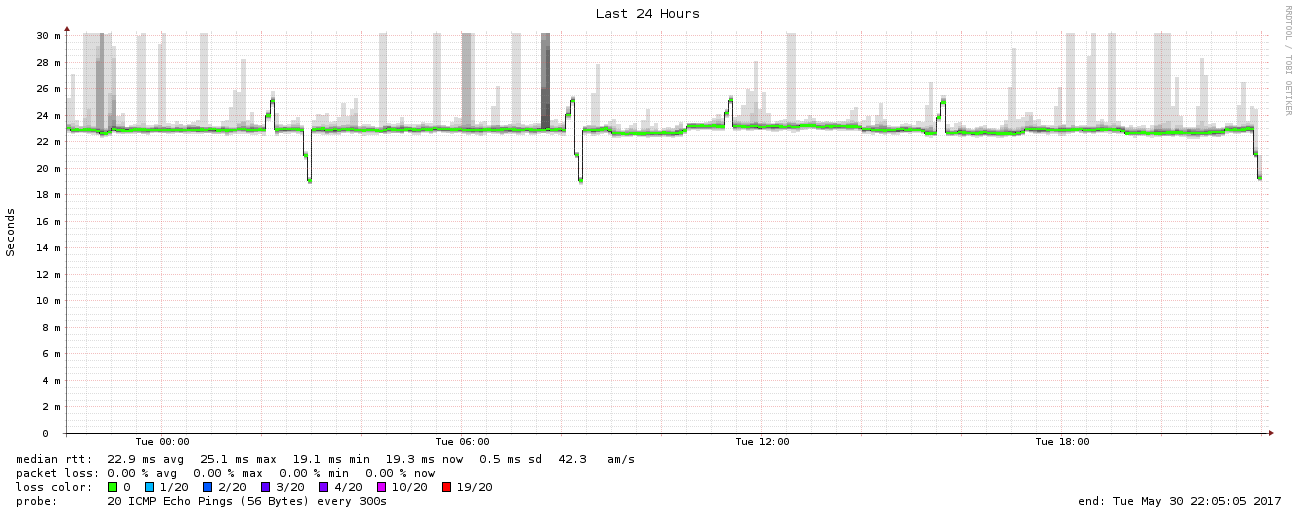 Last 24 Hours
RRDTOOL / TOBI OETIKER
Seconds
30 m
28 m
26 m
24 m
22 m
20 m
18 m
16 m
14 m
12 m
10 m
8 m
6 m
4 m
2 m
0
Tue 00:00 Tue 06:00 Tue 12:00 Tue 18:00
median rtt: 22.9 ms avg 25.1 ms max 19.1 ms min 19.3 ms now 0.5 ms sd 42.3 am/s
packet loss: 0.00 % avg 0.00 % max 0.00 % min 0.00 % now
loss color: 0 1/20 2/20 3/20 4/20 10/20 19/20
probe: 20 ICMP Echo Pings (56 Bytes) every 300s end: Tue May 30 22:05:05 2017